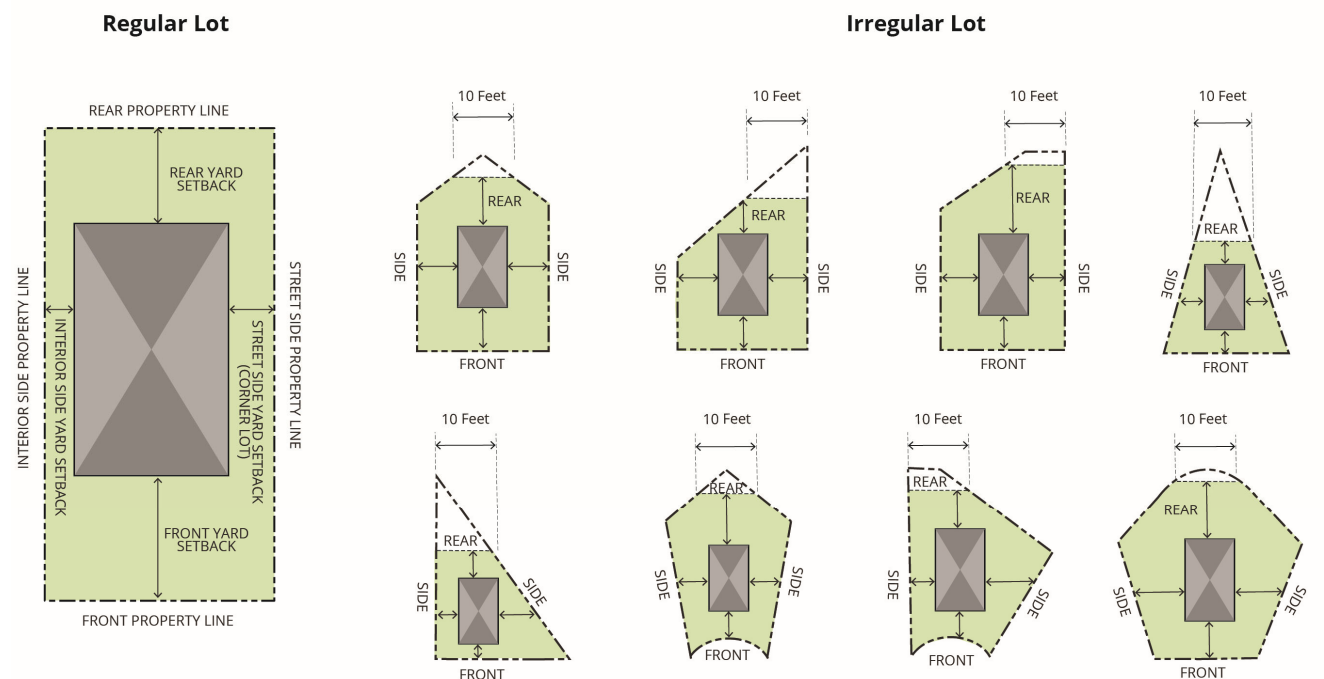 Regular Lot
Irregular Lot
REAR PROPERTY LINE
REAR YARD
SETBACK
INTERIOR SIDE PROPERTY LINE
INTERIOR SIDE YARD SETBACK
STREET SIDE YARD SETBACK
(CORNER LOT)
STREET SIDE PROPERTY LINE
FRONT YARD
SETBACK
FRONT PROPERTY LINE
10 Feet
REAR
SIDE
SIDE
FRONT
10 Feet
REAR
SIDE
SIDE
FRONT
10 Feet
REAR
SIDE
SIDE
FRONT
10 Feet
REAR
SIDE
SIDE
FRONT
10 Feet
REAR
SIDE
SIDE
FRONT
10 Feet
REAR
SIDE
SIDE
FRONT
10 Feet
REAR
SIDE
SIDE
FRONT
10 Feet
REAR
SIDE
SIDE
FRONT